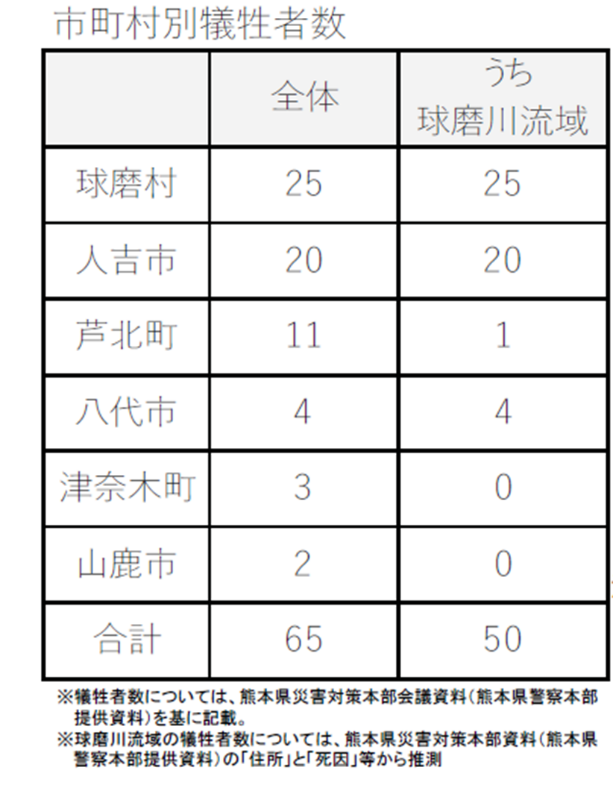 市町村別犠牲者数
全体 うち
球磨川流域
球磨村 25 25
人吉市 20 20
芦北町 11 1
八代市 4 4
津奈木町 3 0
山鹿市 2 0
合計 65 50
※犠牲者数については、熊本県災害対策本部会議資料(熊本県警察本部
提供資料)を基に記載。
※球磨川流域の犠牲者数については、熊本県災害対策本部資料(熊本県
警察本部提供資料)の「住所」と「死因」等から推測